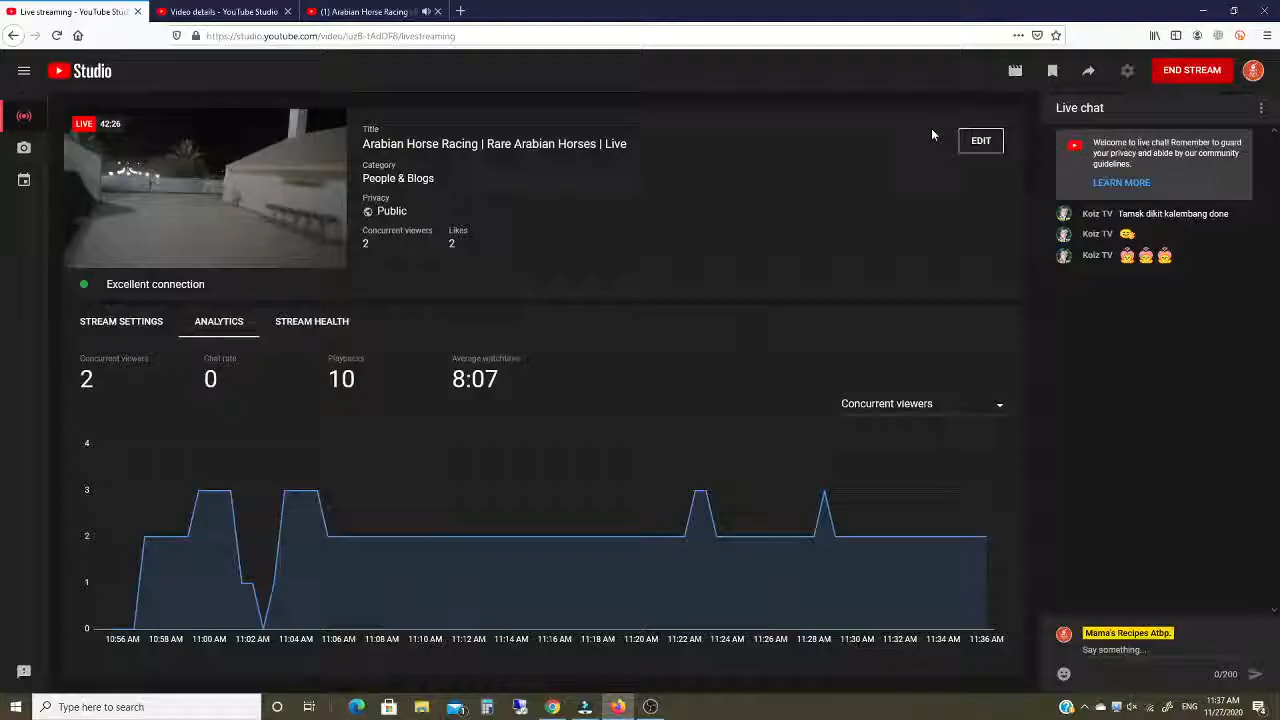 Live streaming - YouTube Stu
Video details - YouTube Studio
(1) Arabian Horse Racing
Studio
END STREAM
LIVE 42:26
Title
Arabian Horse Racing | Rare Arabian Horses | Live
EDIT
Category
People & Blogs
Privacy
Public
Concurrent viewers Likes
2 2
Excellent connection
STREAM SETTINGS ANALYTICS STREAM HEALTH
Concurrent viewers Chat rate Playbacks Average watchtime
2 0 10 8:07
Concurrent viewers
4
3
2
1
0
10:56 AM 10:58 AM 11:00 AM 11:02 AM 11:04 AM 11:06 AM 11:08 AM 11:10 AM 11:12 AM 11:14 AM 11:16 AM 11:18 AM 11:20 AM 11:22 AM 11:24 AM 11:26 AM 11:28 AM 11:30 AM 11:32 AM 11:34 AM 11:36 AM
Live chat
Welcome to live chat! Remember to guard
your privacy and abide by our community
guidelines.
LEARN MORE
Koiz TV Tamsk dikit kalembang done
Koiz TV
Koiz TV
Mama's Recipes Atbp.
Say something...
0/200
Type here to search
ENG
11:37 AM
11/27/2020